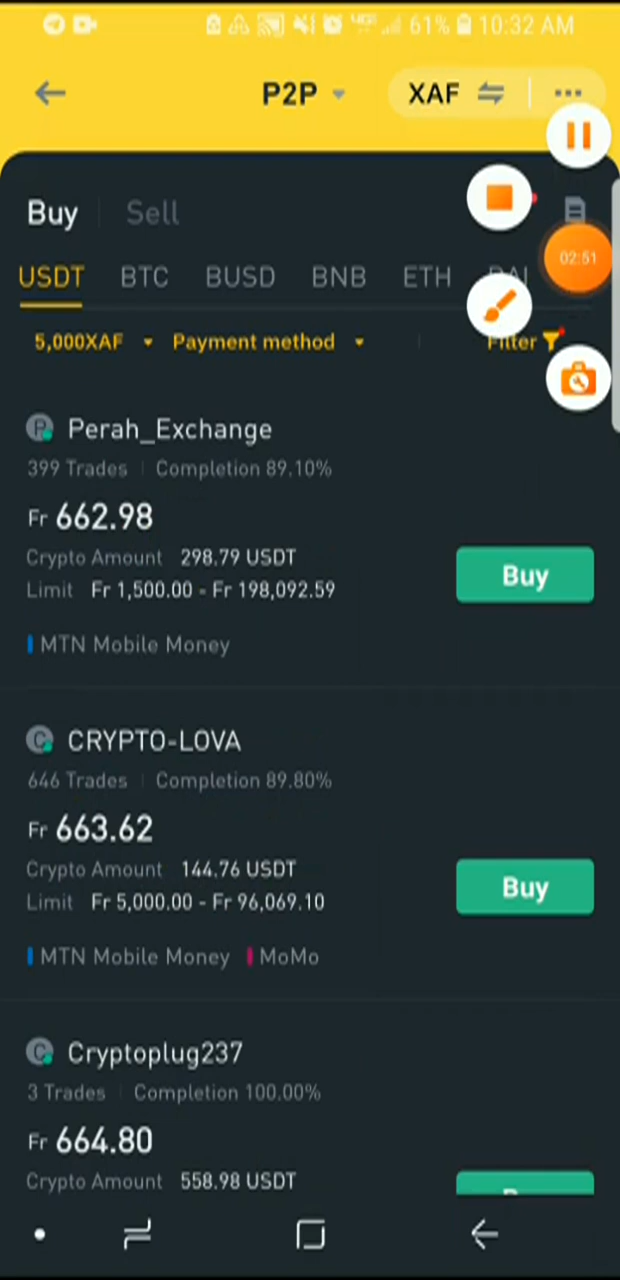 61% 10:32 AM
P2P XAF
Buy Sell
02:51
USDT BTC BUSD BNB ETH
5,000XAF Payment method Filter
P Perah_Exchange
399 Trades Completion 89.10%
Fr 662.98
Crypto Amount 298.79 USDT
Limit Fr 1,500.00 - Fr 198,092.59
Buy
MTN Mobile Money
C CRYPTO-LOVA
646 Trades Completion 89.80%
Fr 663.62
Crypto Amount 144.76 USDT
Limit Fr 5,000.00 - Fr 96,069.10
Buy
MTN Mobile Money MoMo
C Cryptoplug237
3 Trades Completion 100.00%
Fr 664.80
Crypto Amount 558.98 USDT